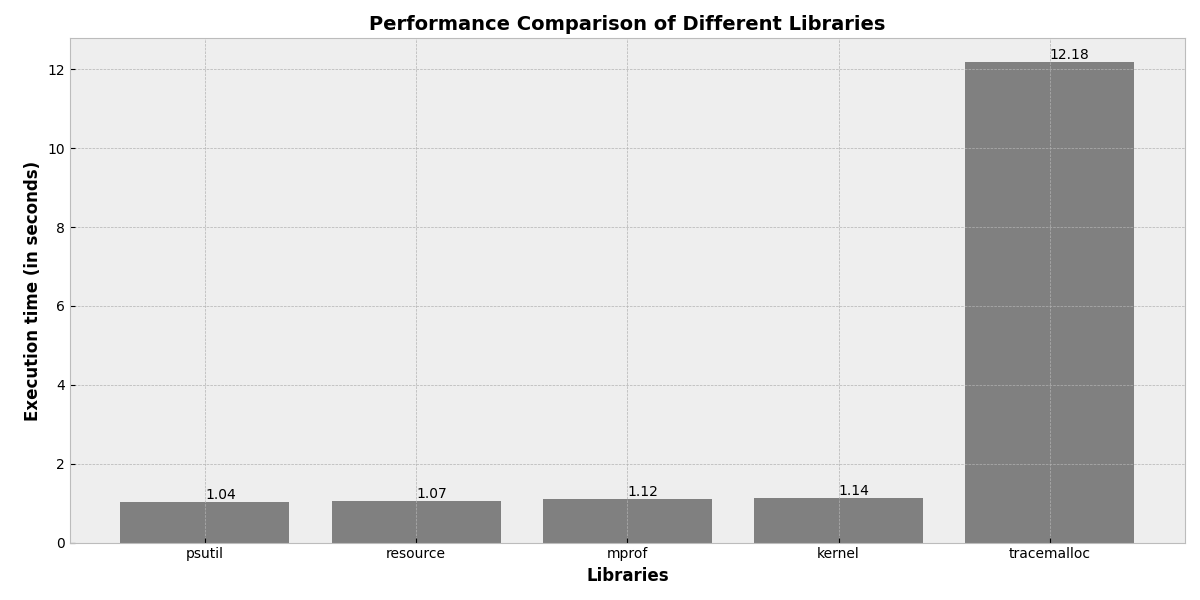 Performance Comparison of Different Libraries
Execution time (in seconds)
12
10
8
6
4
2
0
1.04
1.07
1.12
1.14
12.18
psutil
resource
mprof
kernel
tracemalloc
Libraries